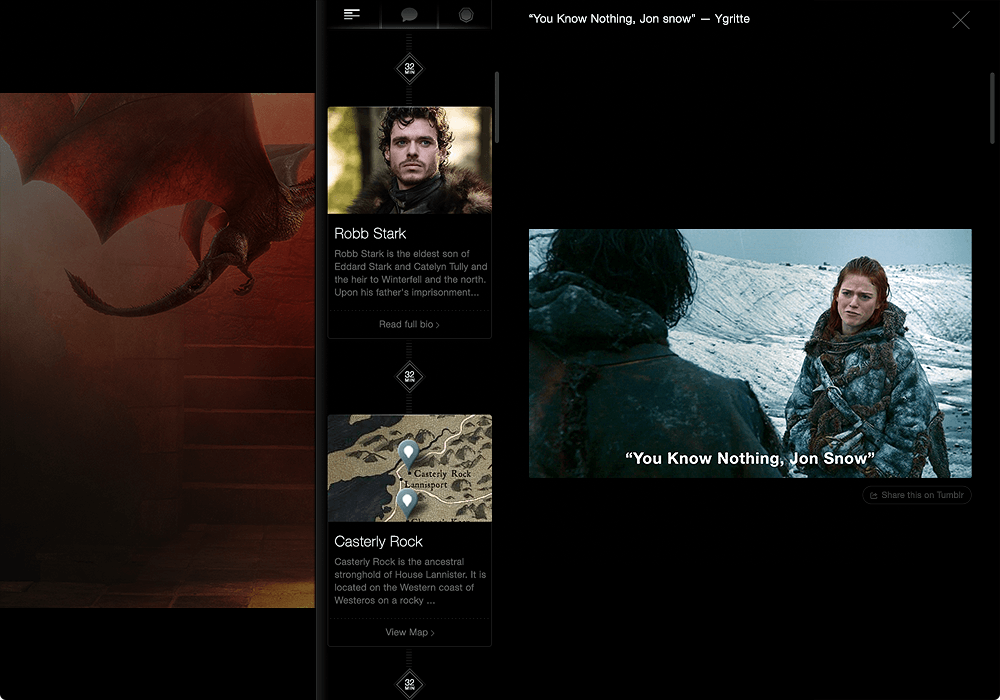 32
MIN
Robb Stark
Robb Stark is the eldest son of
Eddard Stark and Catelyn Tully and
the heir to Winterfell and the north.
Upon his father's imprisonment...
Read full bio ›
32
MIN
Casterly Rock
Lannisport
Casterly Rock
Casterly Rock is the ancestral
stronghold of House Lannister. It is
located on the Western coast of
Westeros on a rocky ...
View Map ›
32
MIN
“You Know Nothing, Jon snow” — Ygritte
“You Know Nothing, Jon Snow”
Share this on Tumblr